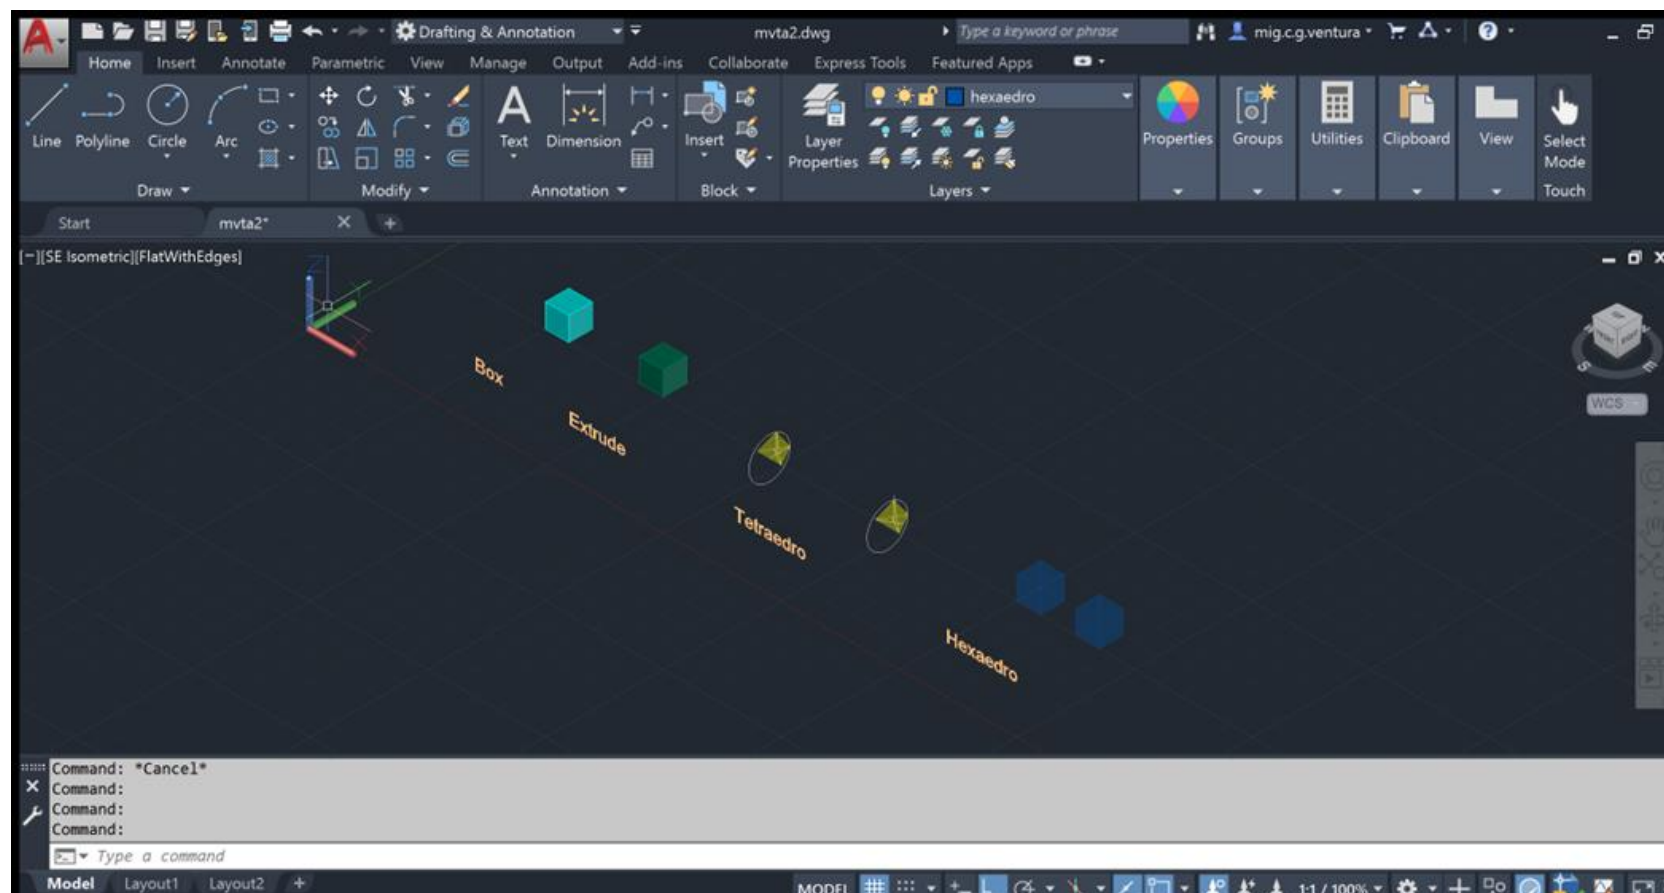 Drafting & Annotation
mvta2.dwg
Type a keyword or phrase
mig.c.g.ventura
Home Insert Annotate Parametric View Manage Output Add-ins Collaborate Express Tools Featured Apps
hexaedro
Line Polyline Circle Arc
Text Dimension
Insert
Layer
Properties
Properties Groups Utilities Clipboard View
Select
Mode
Draw Modify Annotation Block Layers Touch
Start mvta2*
[-][SE Isometric][FlatWithEdges]
Z
Y
X
Box
Extrude
Tetraedro
Hexaedro
S
E
WCS
Command: *Cancel*
Command:
Command:
Command:
Type a command
Model Layout1 Layout2 +
MODEL 1:1 / 100%